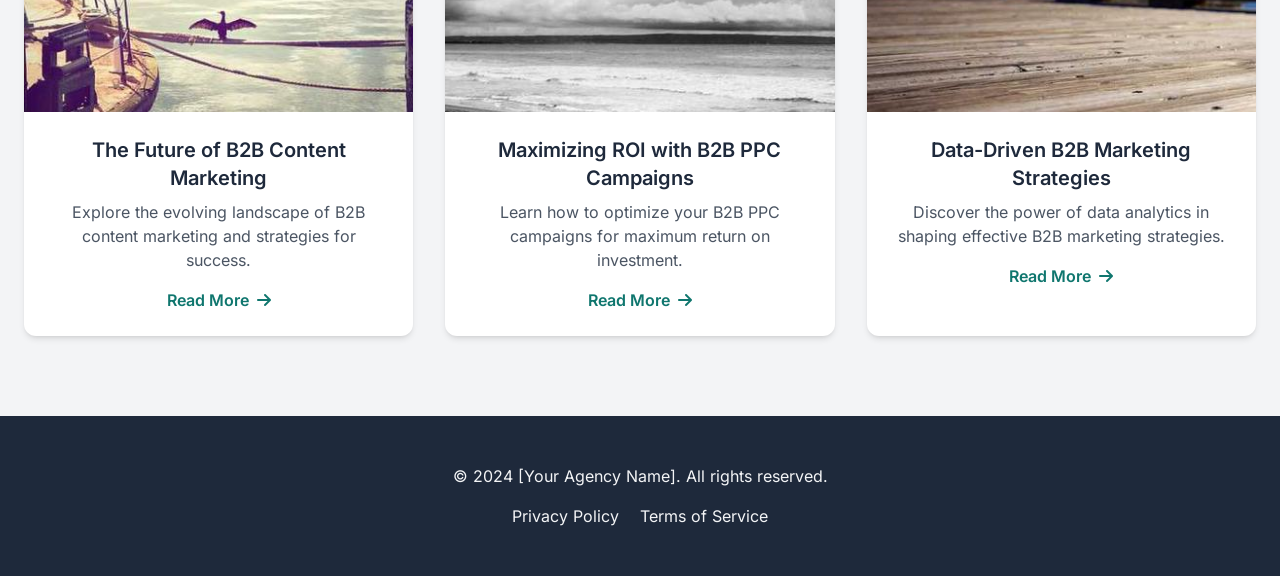 The Future of B2B Content
Marketing
Explore the evolving landscape of B2B
content marketing and strategies for
success.
Read More
Maximizing ROI with B2B PPC
Campaigns
Learn how to optimize your B2B PPC
campaigns for maximum return on
investment.
Read More
Data-Driven B2B Marketing
Strategies
Discover the power of data analytics in
shaping effective B2B marketing strategies.
Read More
© 2024 [Your Agency Name]. All rights reserved.
Privacy Policy Terms of Service